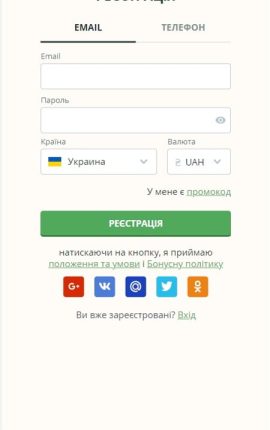 EMAIL ТЕЛЕФОН
Email
Пароль
Країна Валюта
Украина ₴ UAH
У мене є промокод
РЕЄСТРАЦІЯ
натискаючи на кнопку, я приймаю
положення та умови і Бонусну політику
G+
@
Ви вже зареєстровані? Вхід